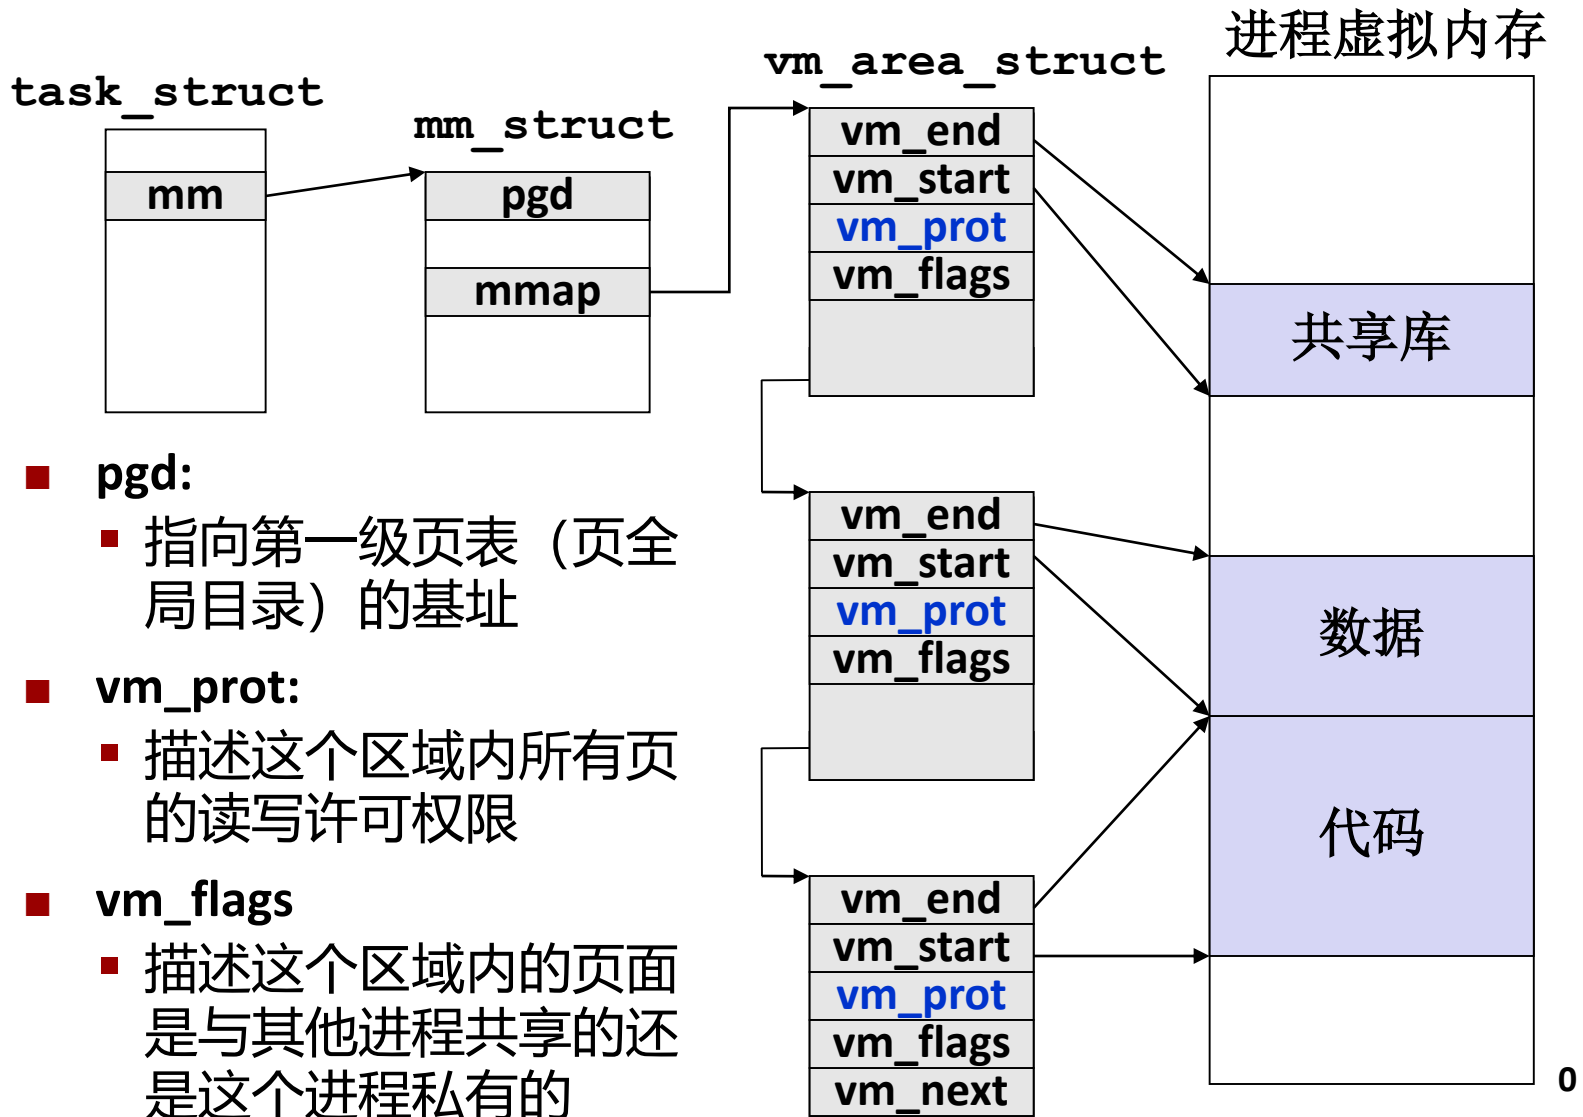 进程虚拟内存
vm_area_struct
task_struct
mm_struct
mm
pgd
mmap
vm_end
vm_start
vm_prot
vm_flags
共享库
vm_end
vm_start
vm_prot
vm_flags
数据
代码
vm_end
vm_start
vm_prot
vm_flags
vm_next
0
pgd:
指向第一级页表（页全
局目录）的基址
vm_prot:
描述这个区域内所有页
的读写许可权限
vm_flags
描述这个区域内的页面
是与其他进程共享的还
是这个进程私有的